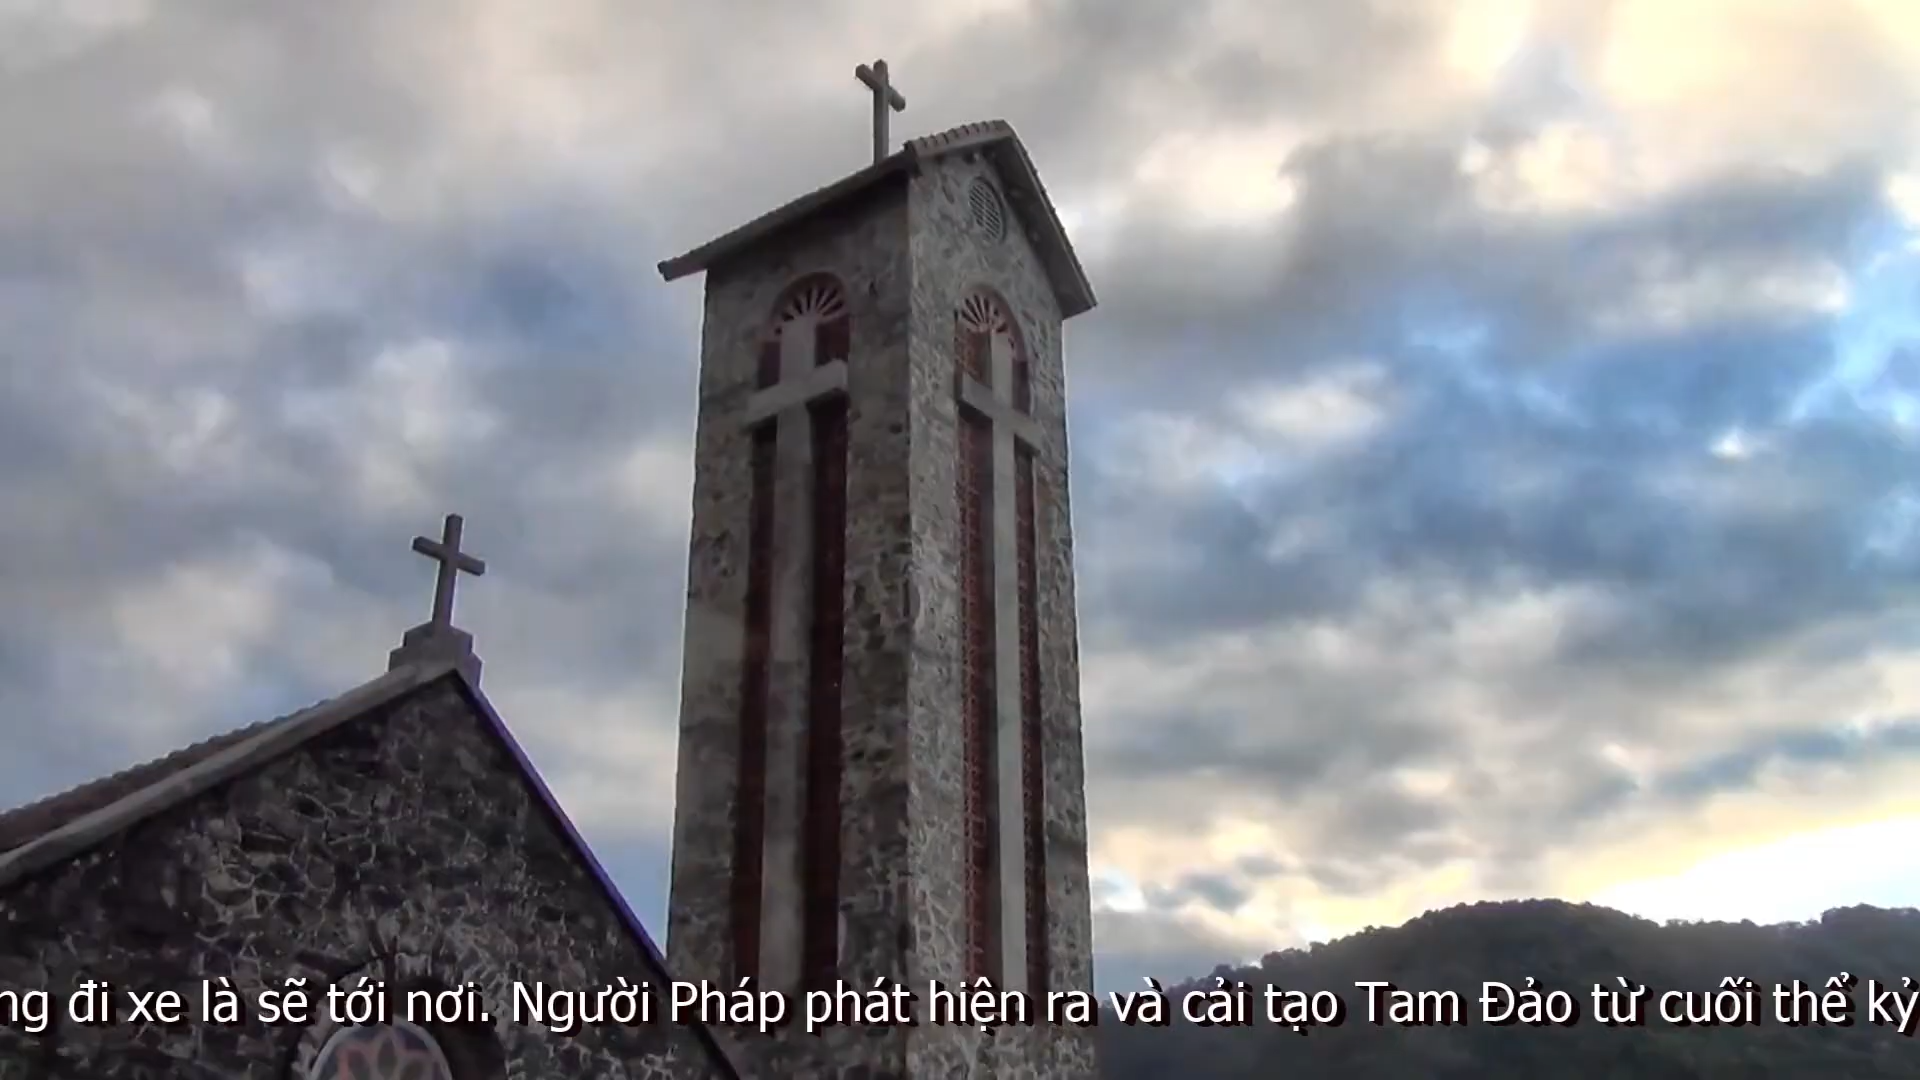 ng đi xe là sẽ tới nơi. Người Pháp phát hiện ra và cải tạo Tam Đảo từ cuối thể kỷ